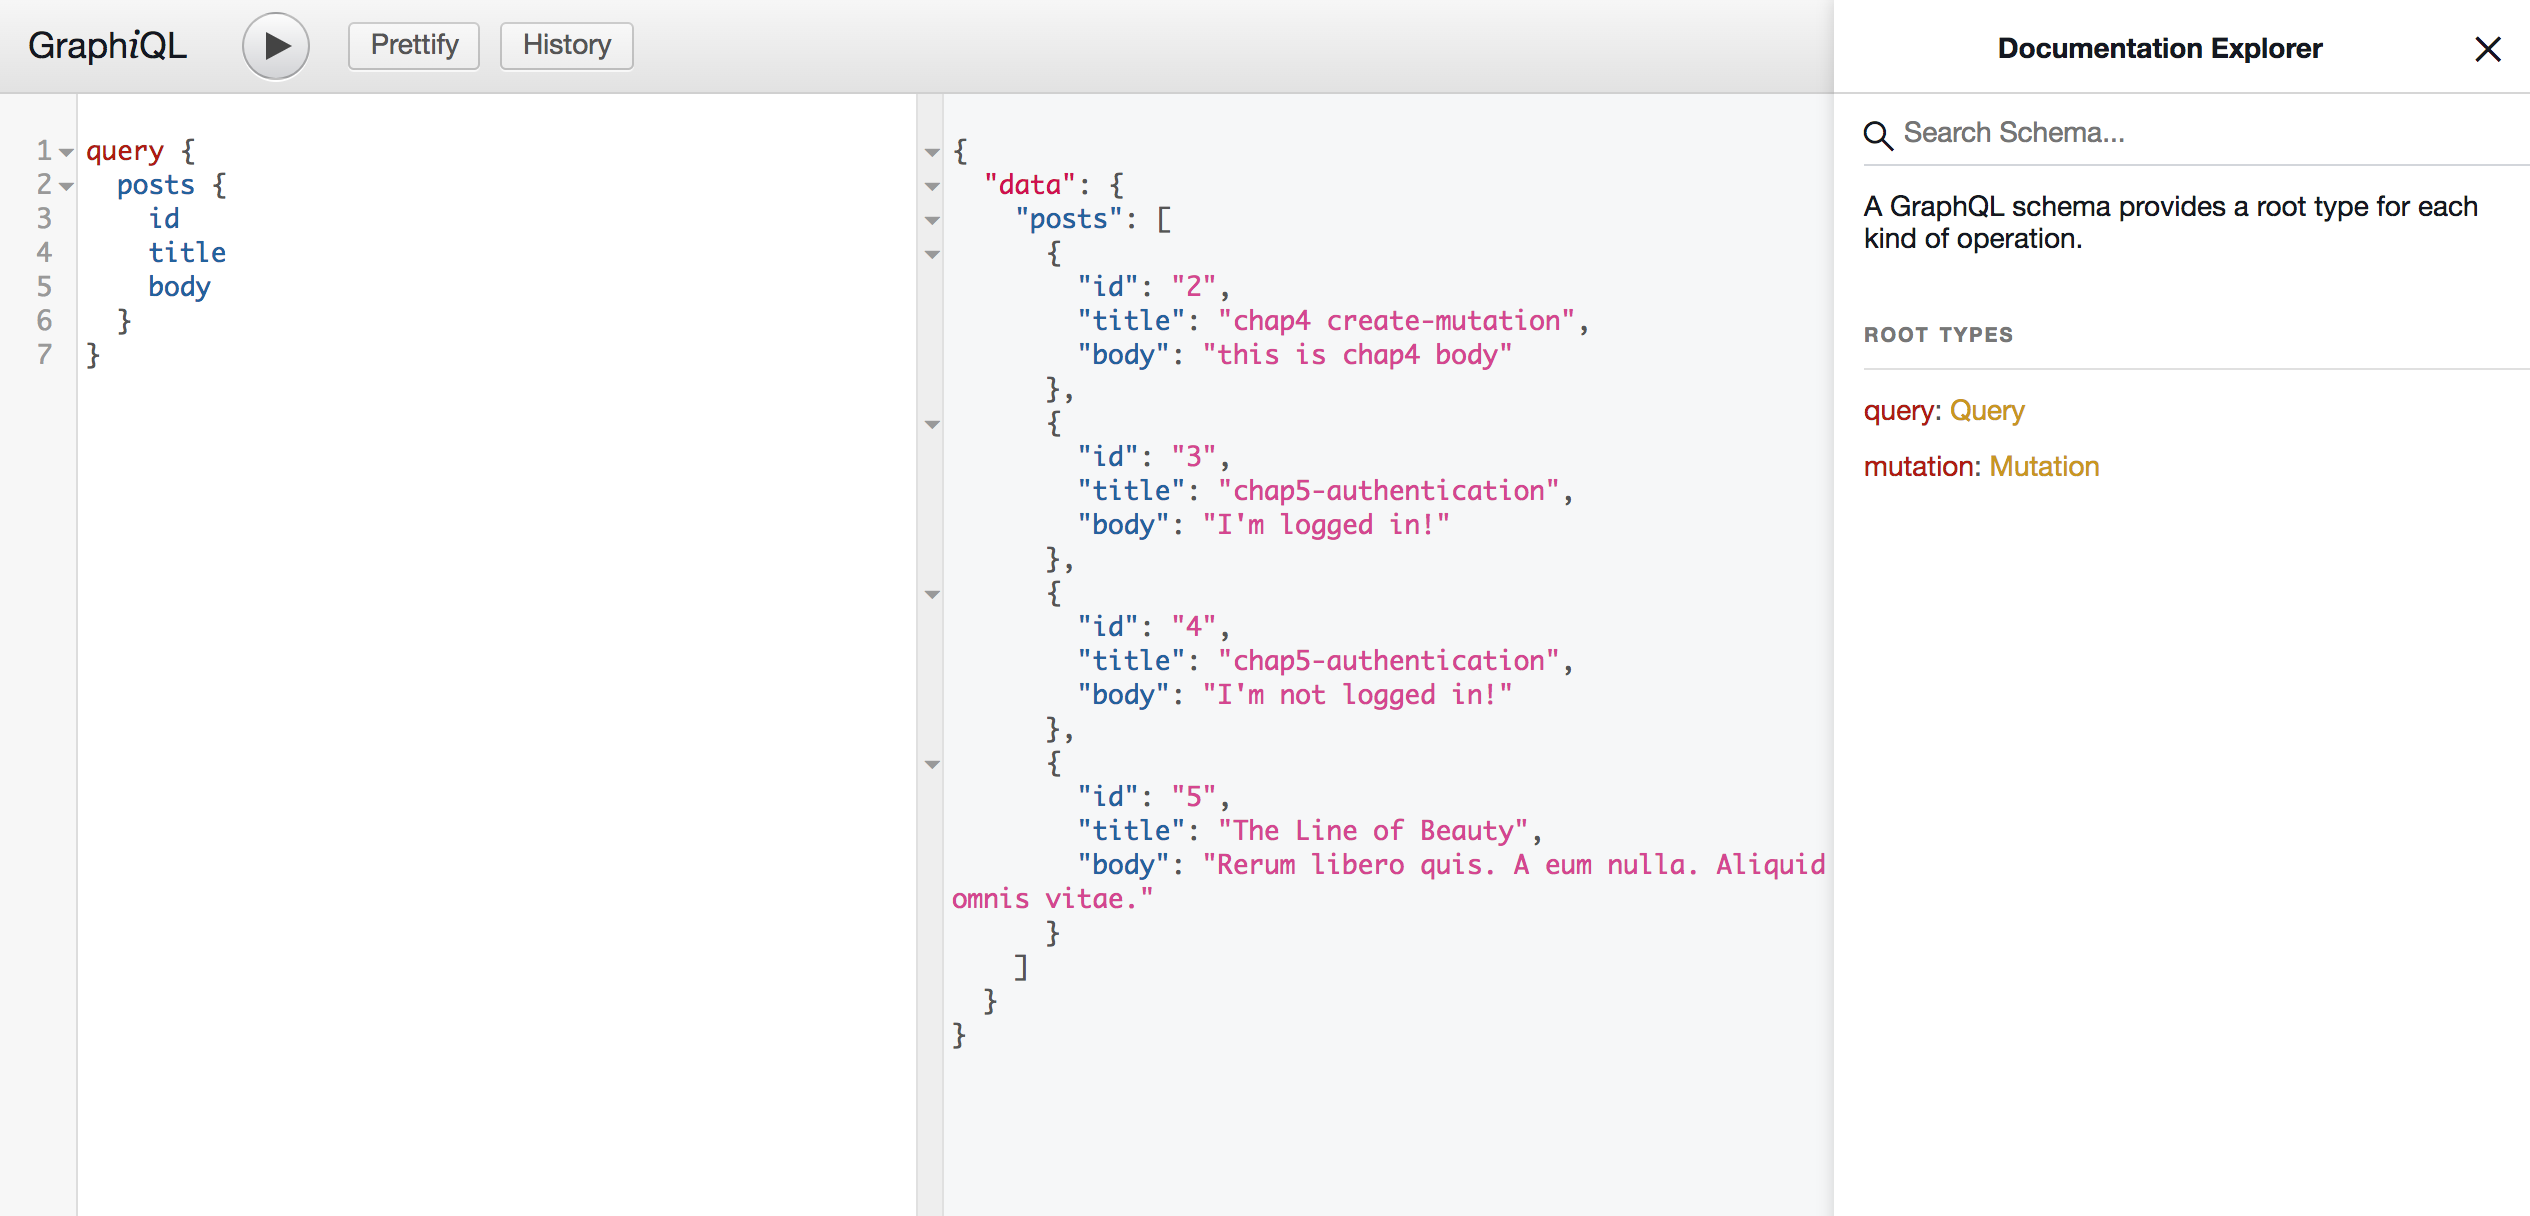 GraphiQL
Prettify
History
1 query {
2   posts {
3     id
4     title
5     body
6   }
7 }
{
  "data": {
    "posts": [
      {
        "id": "2",
        "title": "chap4 create-mutation",
        "body": "this is chap4 body"
      },
      {
        "id": "3",
        "title": "chap5-authentication",
        "body": "I'm logged in!"
      },
      {
        "id": "4",
        "title": "chap5-authentication",
        "body": "I'm not logged in!"
      },
      {
        "id": "5",
        "title": "The Line of Beauty",
        "body": "Rerum libero quis. A eum nulla. Aliquid
omnis vitae."
      }
    ]
  }
}
Documentation Explorer
Search Schema...
A GraphQL schema provides a root type for each
kind of operation.
ROOT TYPES
query: Query
mutation: Mutation